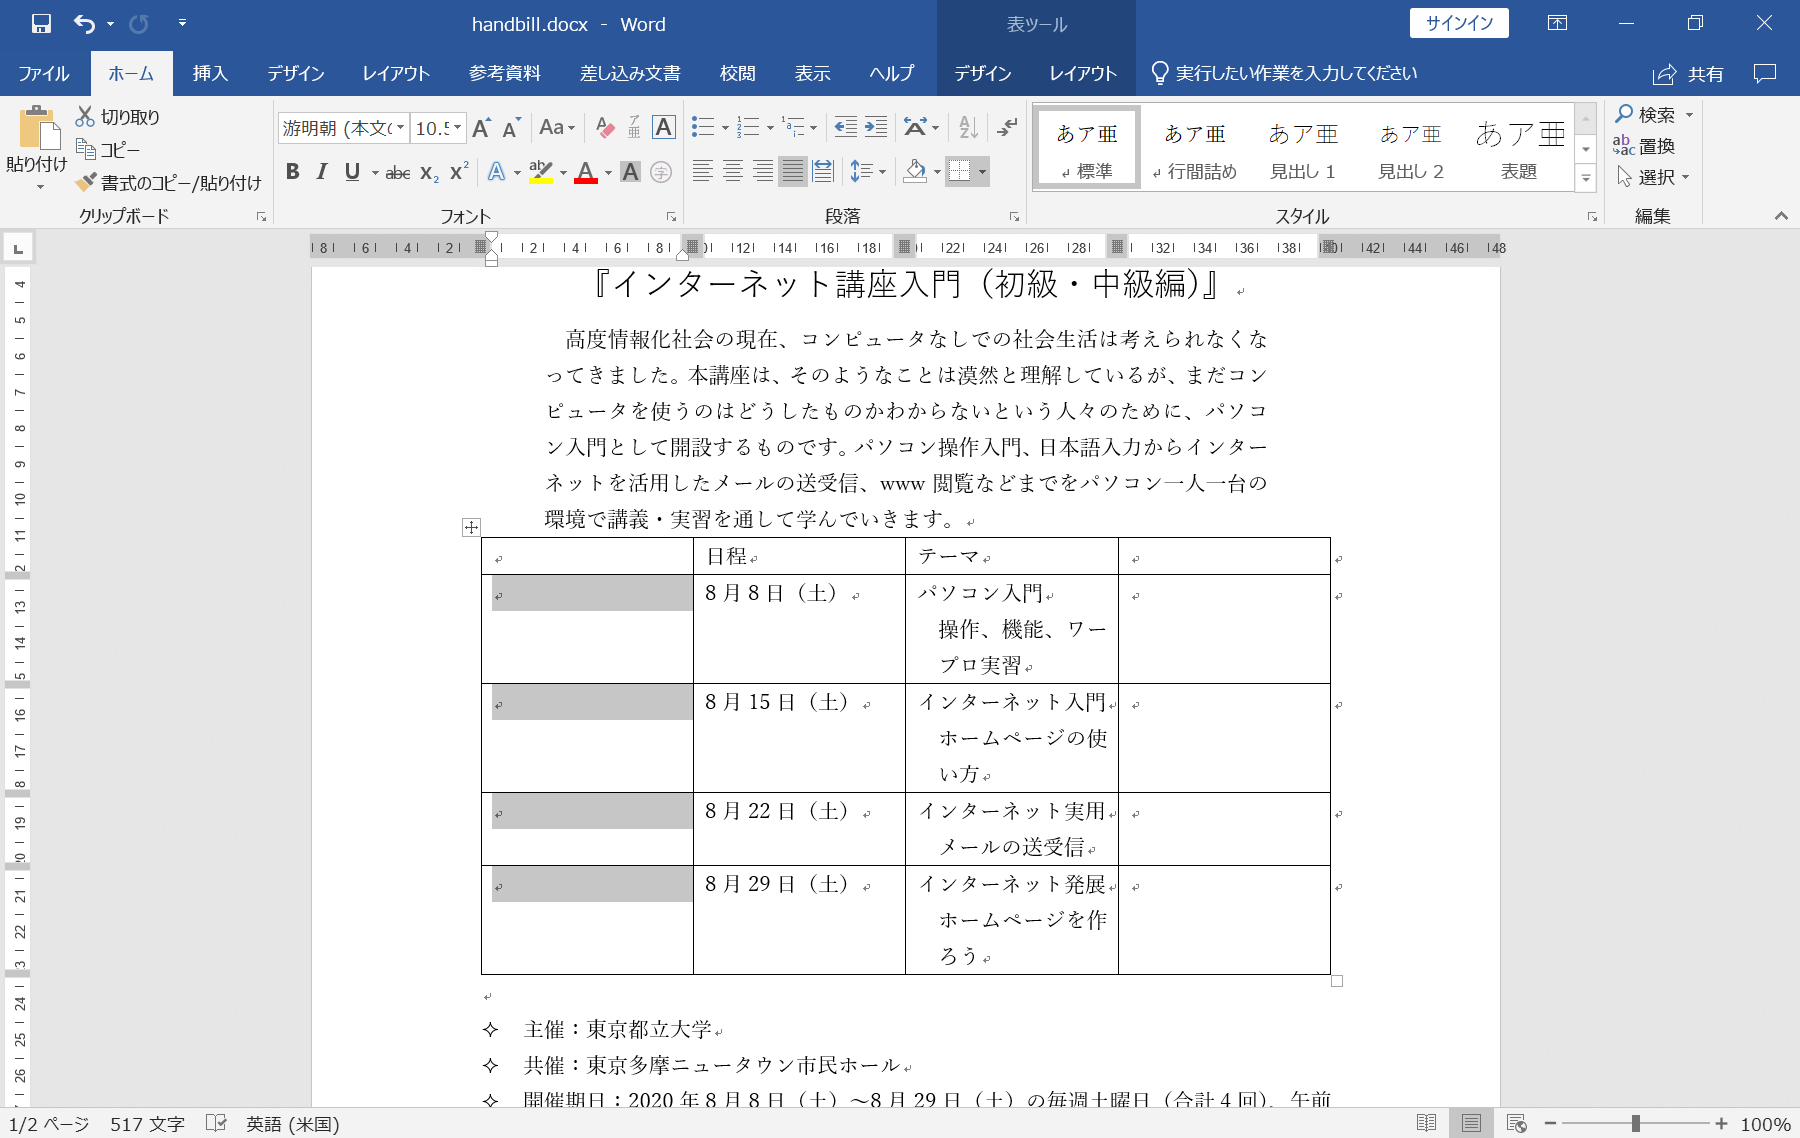 handbill.docx - Word
表ツール
サインイン
ファイル ホーム 挿入 デザイン レイアウト 参考資料 差し込み文書 校閲 表示 ヘルプ デザイン レイアウト 実行したい作業を入力してください 共有
貼り付け
切り取り
コピー
書式のコピー/貼り付け
クリップボード
游明朝 (本文(
10.5
フォント
段落
あア亜 あア亜 あア亜 あア亜 あア亜
標準 行間詰め 見出し 1 見出し 2 表題
スタイル
検索
置換
選択
編集
『インターネット講座入門（初級・中級編）』
高度情報化社会の現在、コンピュータなしでの社会生活は考えられなくな
ってきました。本講座は、そのようなことは漠然と理解しているが、まだコン
ピュータを使うのはどうしたものかわからないという人々のために、パソコ
ン入門として開設するものです。パソコン操作入門、日本語入力からインター
ネットを活用したメールの送受信、www 閲覧などまでをパソコン一人一台の
環境で講義・実習を通して学んでいきます。
日程 テーマ
8 月 8 日（土） パソコン入門
操作、機能、ワー
プロ実習
8 月 15 日（土） インターネット入門
ホームページの使
い方
8 月 22 日（土） インターネット実用
メールの送受信
8 月 29 日（土） インターネット発展
ホームページを作
ろう
✧ 主催：東京都立大学
✧ 共催：東京多摩ニュータウン市民ホール
✧ 開催期日：2020 年 8 月 8 日（土）～8 月 29 日（土）の毎週土曜日（合計 4 回）、午前
1/2 ページ 517 文字 英語 (米国) 100%